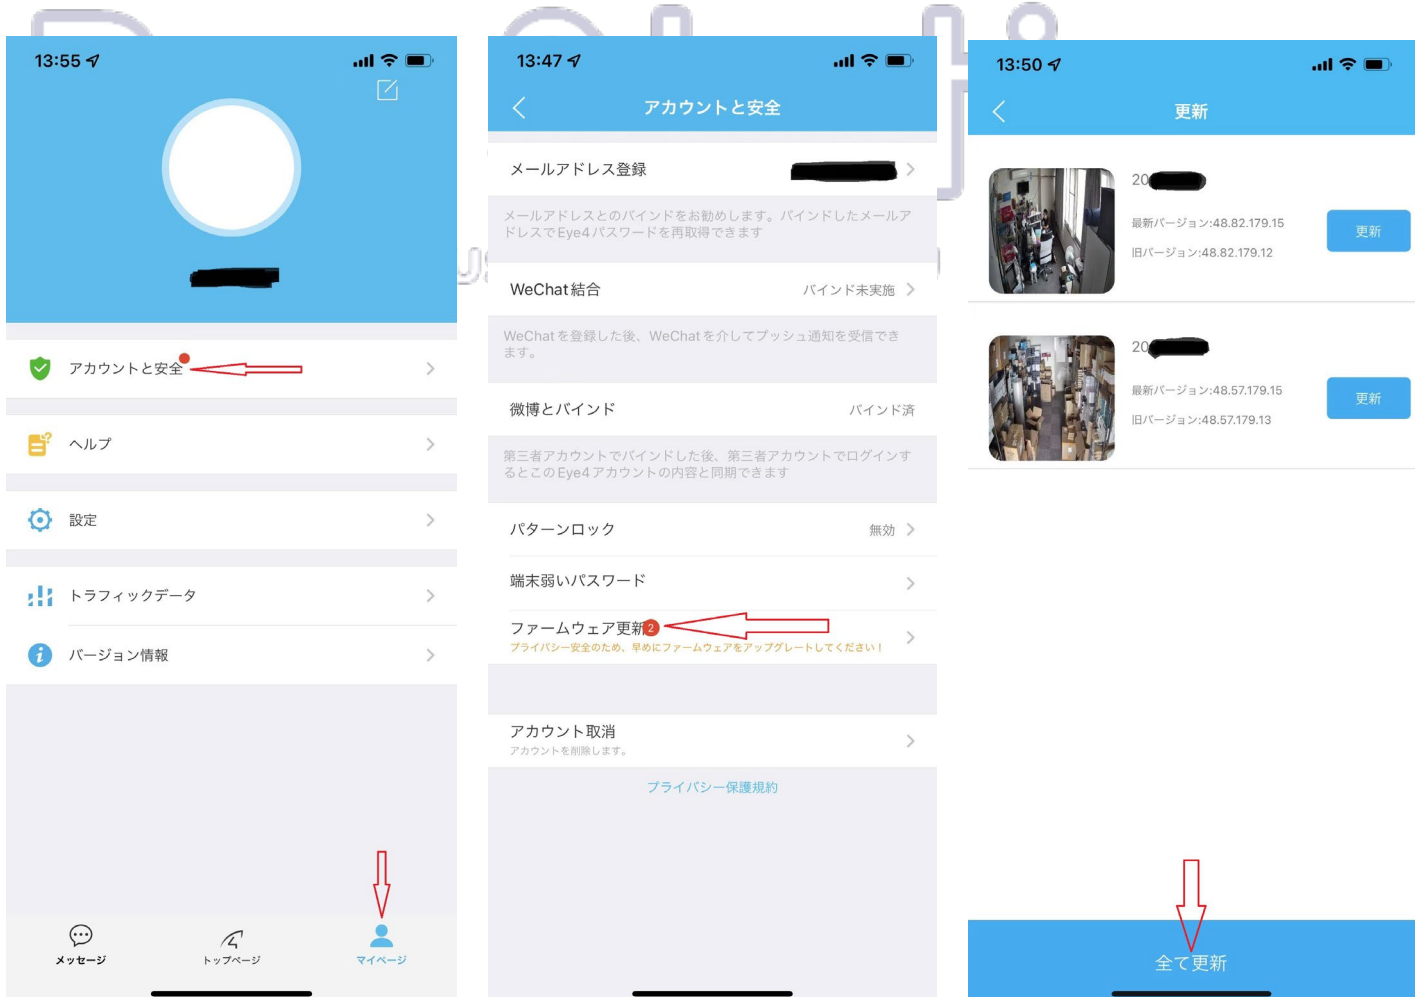 13:55
アカウントと安全
ヘルプ
設定
トラフィックデータ
バージョン情報
メッセージ
トップページ
マイページ
13:47
アカウントと安全
メールアドレス登録
メールアドレスとのバインドをお勧めします。バインドしたメールア
ドレスでEye4パスワードを再取得できます
WeChat結合
バインド未実施
WeChatを登録した後、WeChatを介してプッシュ通知を受信でき
ます。
微博とバインド
バインド済
第三者アカウントでバインドした後、第三者アカウントでログインす
るとこのEye4アカウントの内容と同期できます
パターンロック
無効
端末弱いパスワード
ファームウェア更新
2
プライバシー安全のため、早めにファームウェアをアップグレートしてください！
アカウント取消
アカウントを削除します。
プライバシー保護規約
13:50
更新
20
最新バージョン:48.82.179.15
旧バージョン:48.82.179.12
更新
20
最新バージョン:48.57.179.15
旧バージョン:48.57.179.13
更新
全て更新